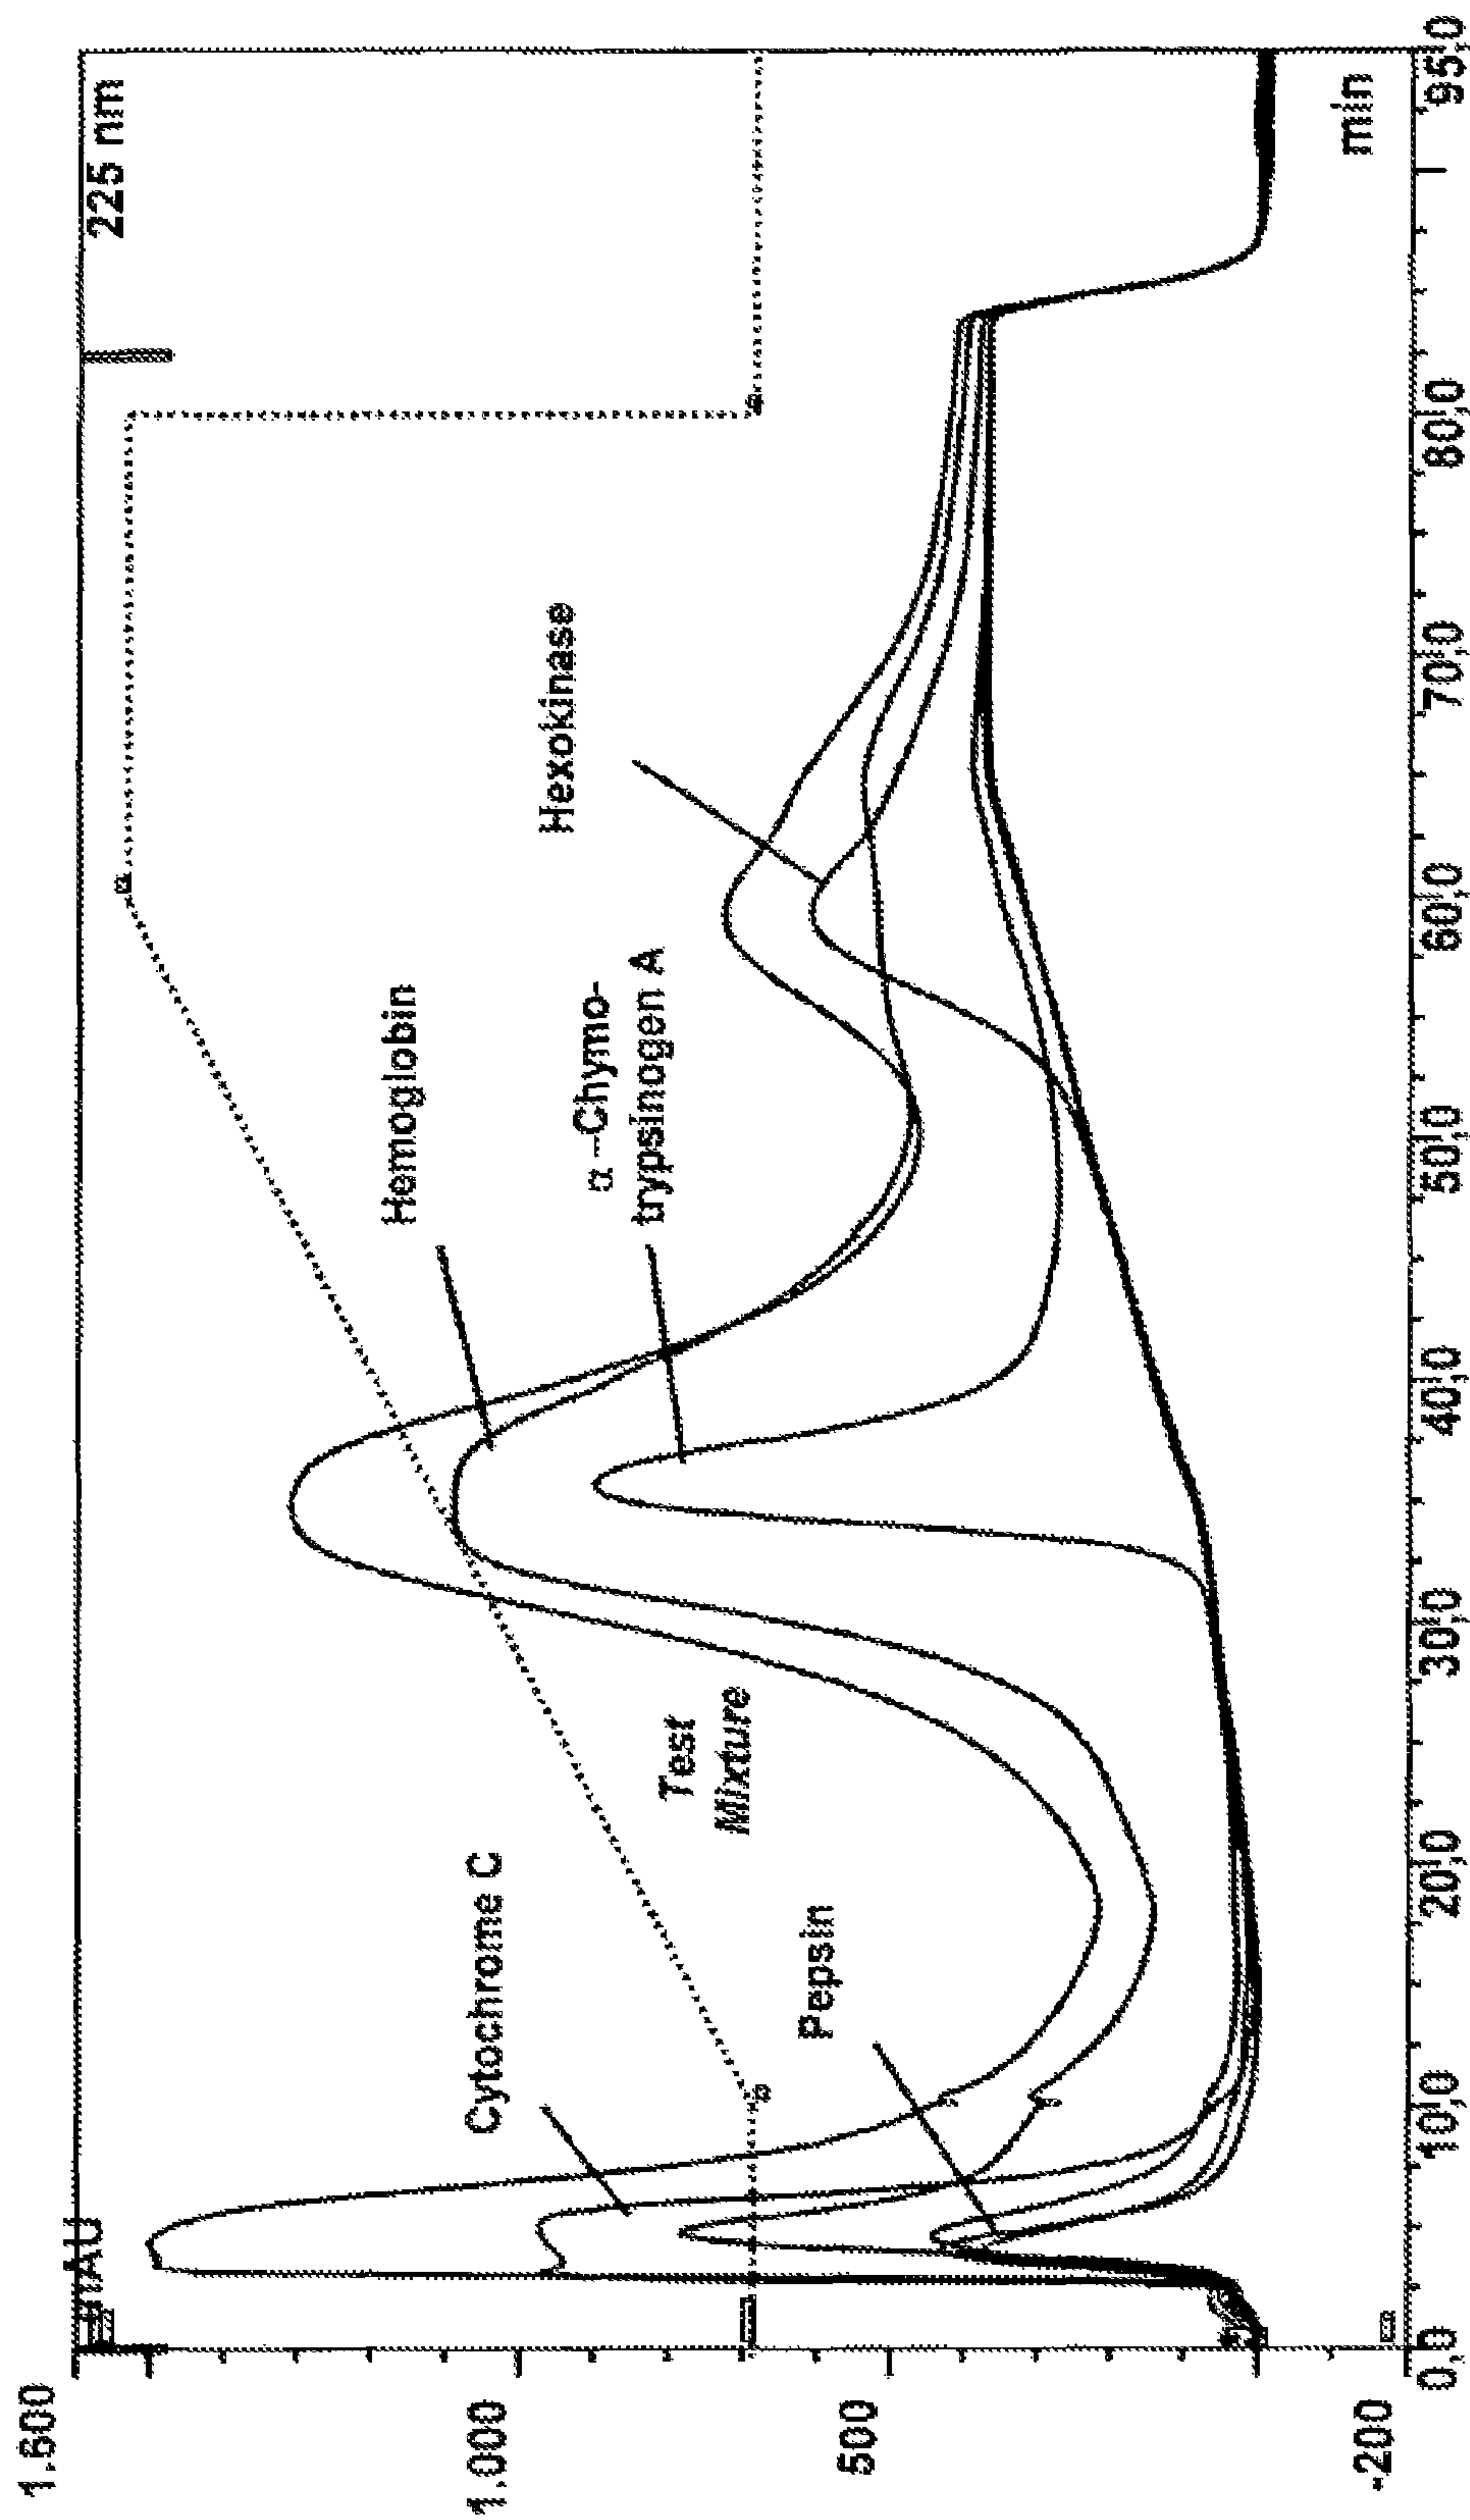 1.600
mAU
225 nm
1.000
500
-200
Cytochrome C
Pepsin
Test
Mixture
Hemoglobin
α-Chymo-
trypsinogen A
Hexokinase
min
0,0
10,0
20,0
30,0
40,0
50,0
60,0
70,0
80,0
95,0